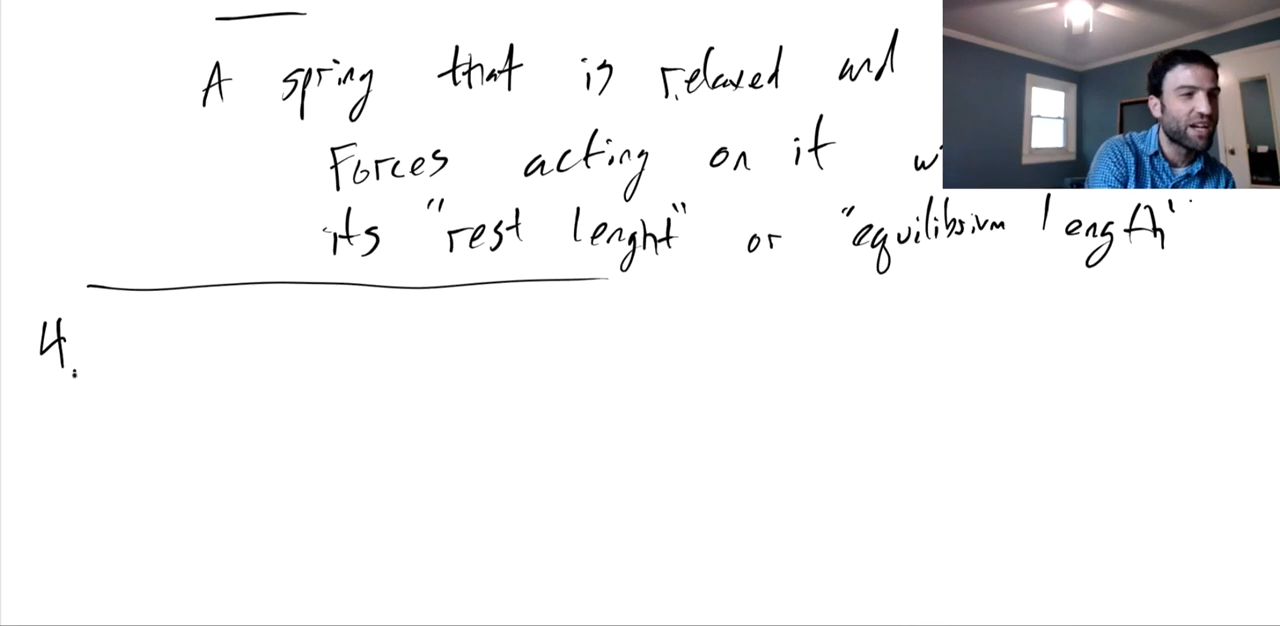 A spring that is relaxed and
Forces acting on it
its "rest lenght" or "equilibrium length"
4.